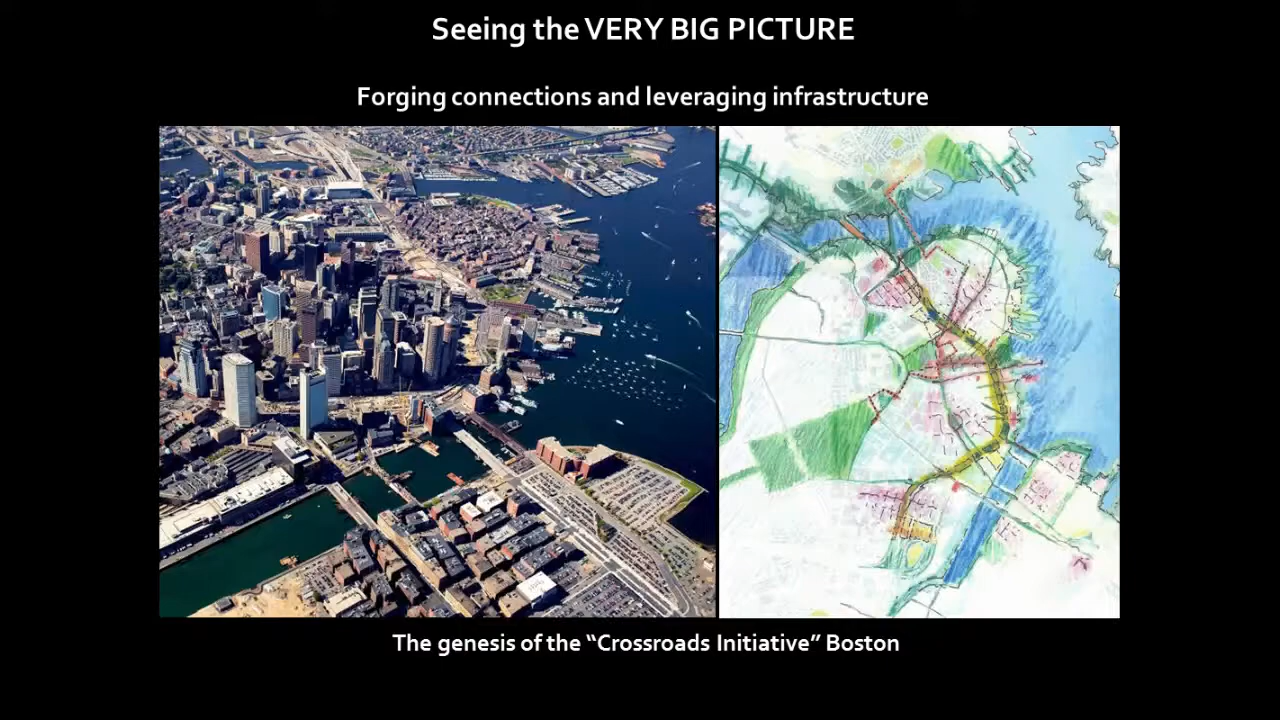 Seeing the VERY BIG PICTURE
Forging connections and leveraging infrastructure
The genesis of the “Crossroads Initiative” Boston